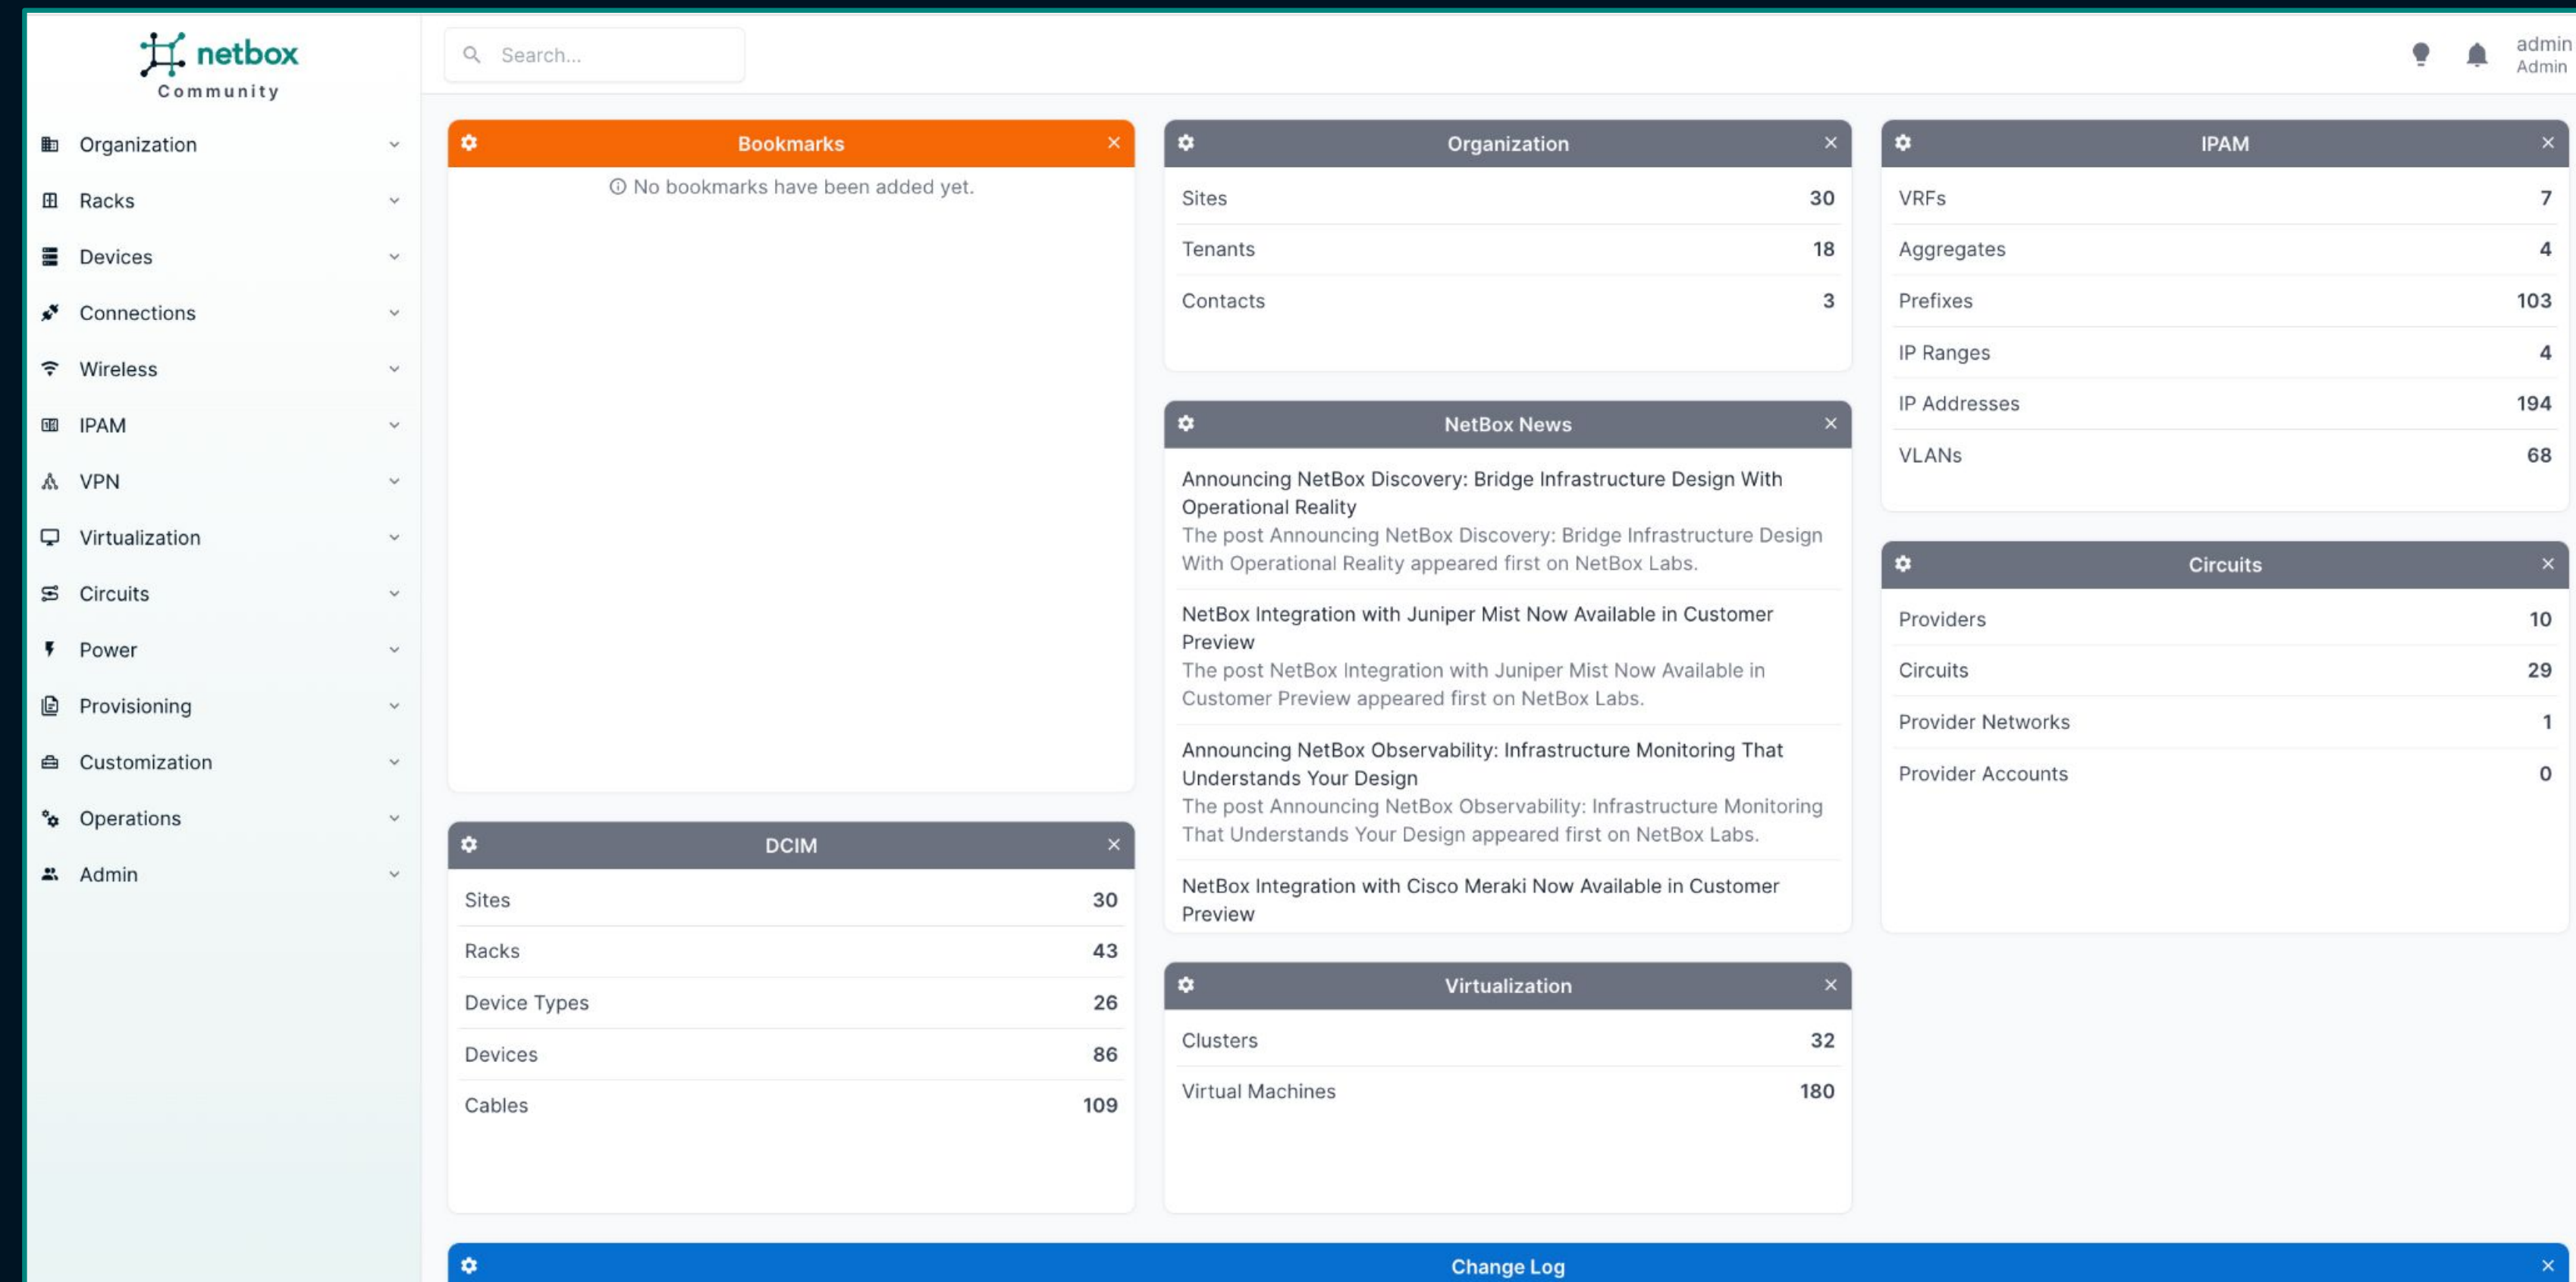 netbox
Community
Search...
admin
Admin
Organization
Racks
Devices
Connections
Wireless
IPAM
VPN
Virtualization
Circuits
Power
Provisioning
Customization
Operations
Admin
Bookmarks
No bookmarks have been added yet.
DCIM
Sites 30
Racks 43
Device Types 26
Devices 86
Cables 109
Organization
Sites 30
Tenants 18
Contacts 3
NetBox News
Announcing NetBox Discovery: Bridge Infrastructure Design With
Operational Reality
The post Announcing NetBox Discovery: Bridge Infrastructure Design
With Operational Reality appeared first on NetBox Labs.
NetBox Integration with Juniper Mist Now Available in Customer
Preview
The post NetBox Integration with Juniper Mist Now Available in
Customer Preview appeared first on NetBox Labs.
Announcing NetBox Observability: Infrastructure Monitoring That
Understands Your Design
The post Announcing NetBox Observability: Infrastructure Monitoring
That Understands Your Design appeared first on NetBox Labs.
NetBox Integration with Cisco Meraki Now Available in Customer
Preview
Virtualization
Clusters 32
Virtual Machines 180
IPAM
VRFs 7
Aggregates 4
Prefixes 103
IP Ranges 4
IP Addresses 194
VLANs 68
Circuits
Providers 10
Circuits 29
Provider Networks 1
Provider Accounts 0
Change Log